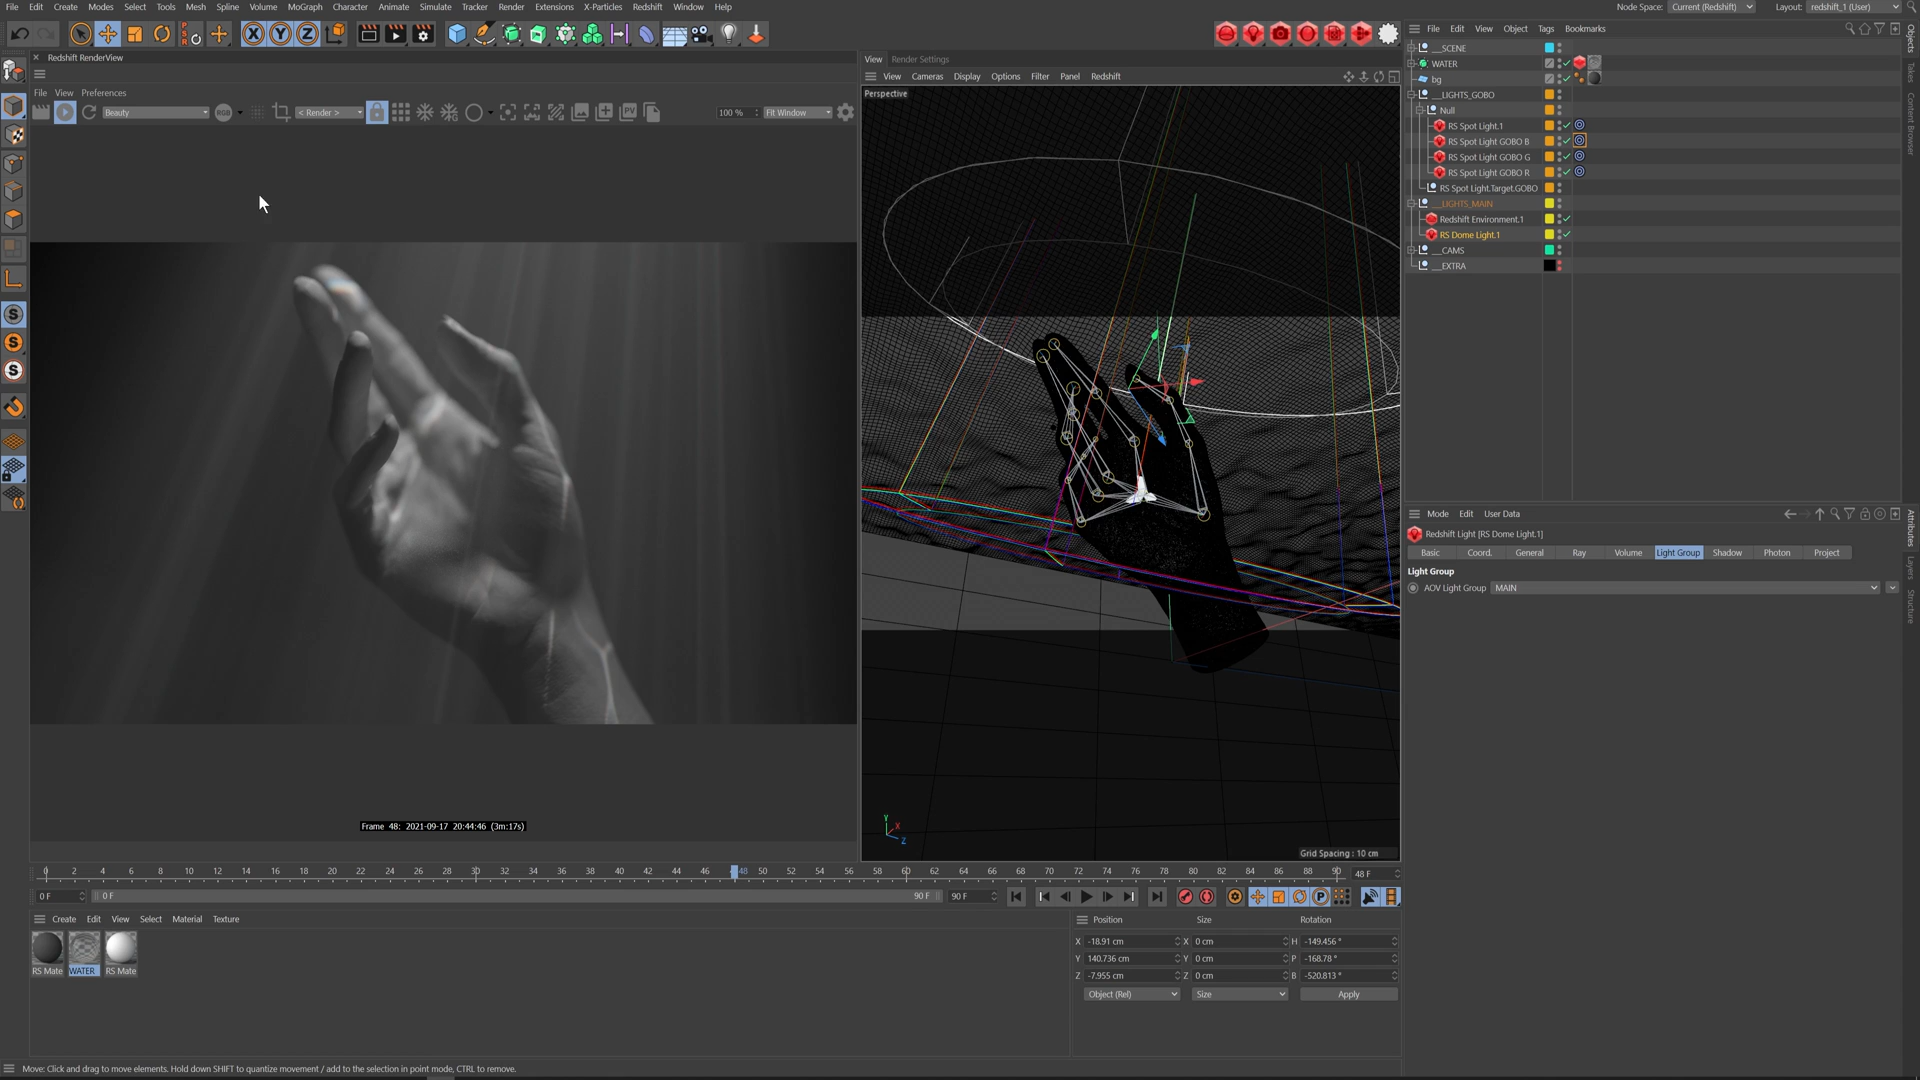 File Edit Create Modes Select Tools Mesh Spline Volume MoGraph Character Animate Simulate Tracker Render Extensions X-Particles Redshift Window Help
Node Space: Current (Redshift) Layout: redshift_1 (User)
Redshift RenderView
File View Preferences
Beauty RGB < Render > PV 100 % Fit Window
Frame 48: 2021-09-17 20:44:46 (3m:17s)
View Render Settings
View Cameras Display Options Filter Panel Redshift
Perspective
Y X Z
Grid Spacing : 10 cm
File Edit View Object Tags Bookmarks
__SCENE
WATER
bg
__LIGHTS_GOBO
Null
RS Spot Light.1
RS Spot Light GOBO B
RS Spot Light GOBO G
RS Spot Light GOBO R
RS Spot Light.Target.GOBO
__LIGHTS_MAIN
Redshift Environment.1
RS Dome Light.1
__CAMS
__EXTRA
Objects
Takes
Content Browser
Mode Edit User Data
Redshift Light [RS Dome Light.1]
Basic Coord. General Ray Volume Light Group Shadow Photon Project
Light Group
AOV Light Group MAIN
Attributes
Layers
Structure
0 2 4 6 8 10 12 14 16 18 20 22 24 26 28 30 32 34 36 38 40 42 44 46 48 50 52 54 56 58 60 62 64 66 68 70 72 74 76 78 80 82 84 86 88 90 48 F
0 F 0 F 90 F 90 F
Create Edit View Select Material Texture
RS Mate WATER RS Mate
Position Size Rotation
X -18.91 cm X 0 cm H -149.456 °
Y 140.736 cm Y 0 cm P -168.78 °
Z -7.955 cm Z 0 cm B -520.813 °
Object (Rel) Size Apply
Move: Click and drag to move elements. Hold down SHIFT to quantize movement / add to the selection in point mode, CTRL to remove.